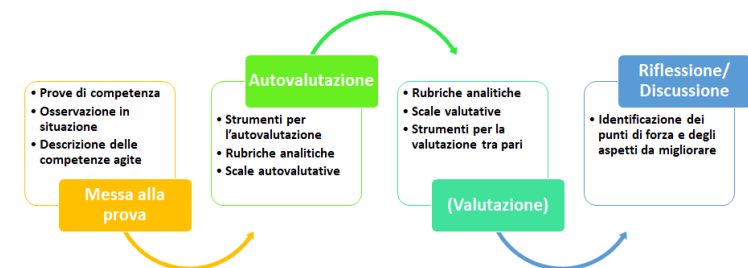 • Prove di competenza
• Osservazione in
situazione
• Descrizione delle
competenze agite
Messa alla
prova
Autovalutazione
• Strumenti per
l'autovalutazione
• Rubriche analitiche
• Scale autovalutative
• Rubriche analitiche
• Scale valutative
• Strumenti per la
valutazione tra pari
(Valutazione)
Riflessione/
Discussione
• Identificazione dei
punti di forza e degli
aspetti da migliorare